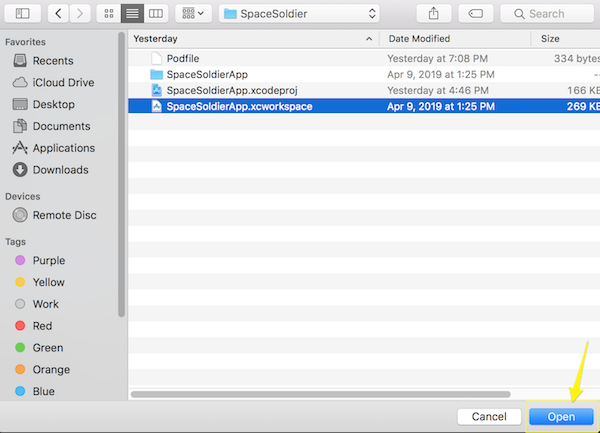 SpaceSoldier
Search
Favorites
Recents
iCloud Drive
Desktop
Documents
Applications
Downloads
Devices
Remote Disc
Tags
Purple
Yellow
Work
Red
Green
Orange
Blue
Yesterday Date Modified Size
Podfile Yesterday at 7:08 PM 334 bytes
SpaceSoldierApp Apr 9, 2019 at 1:25 PM --
SpaceSoldierApp.xcodeproj Yesterday at 4:46 PM 166 KB
SpaceSoldierApp.xcworkspace Apr 9, 2019 at 1:25 PM 269 KB
Cancel Open